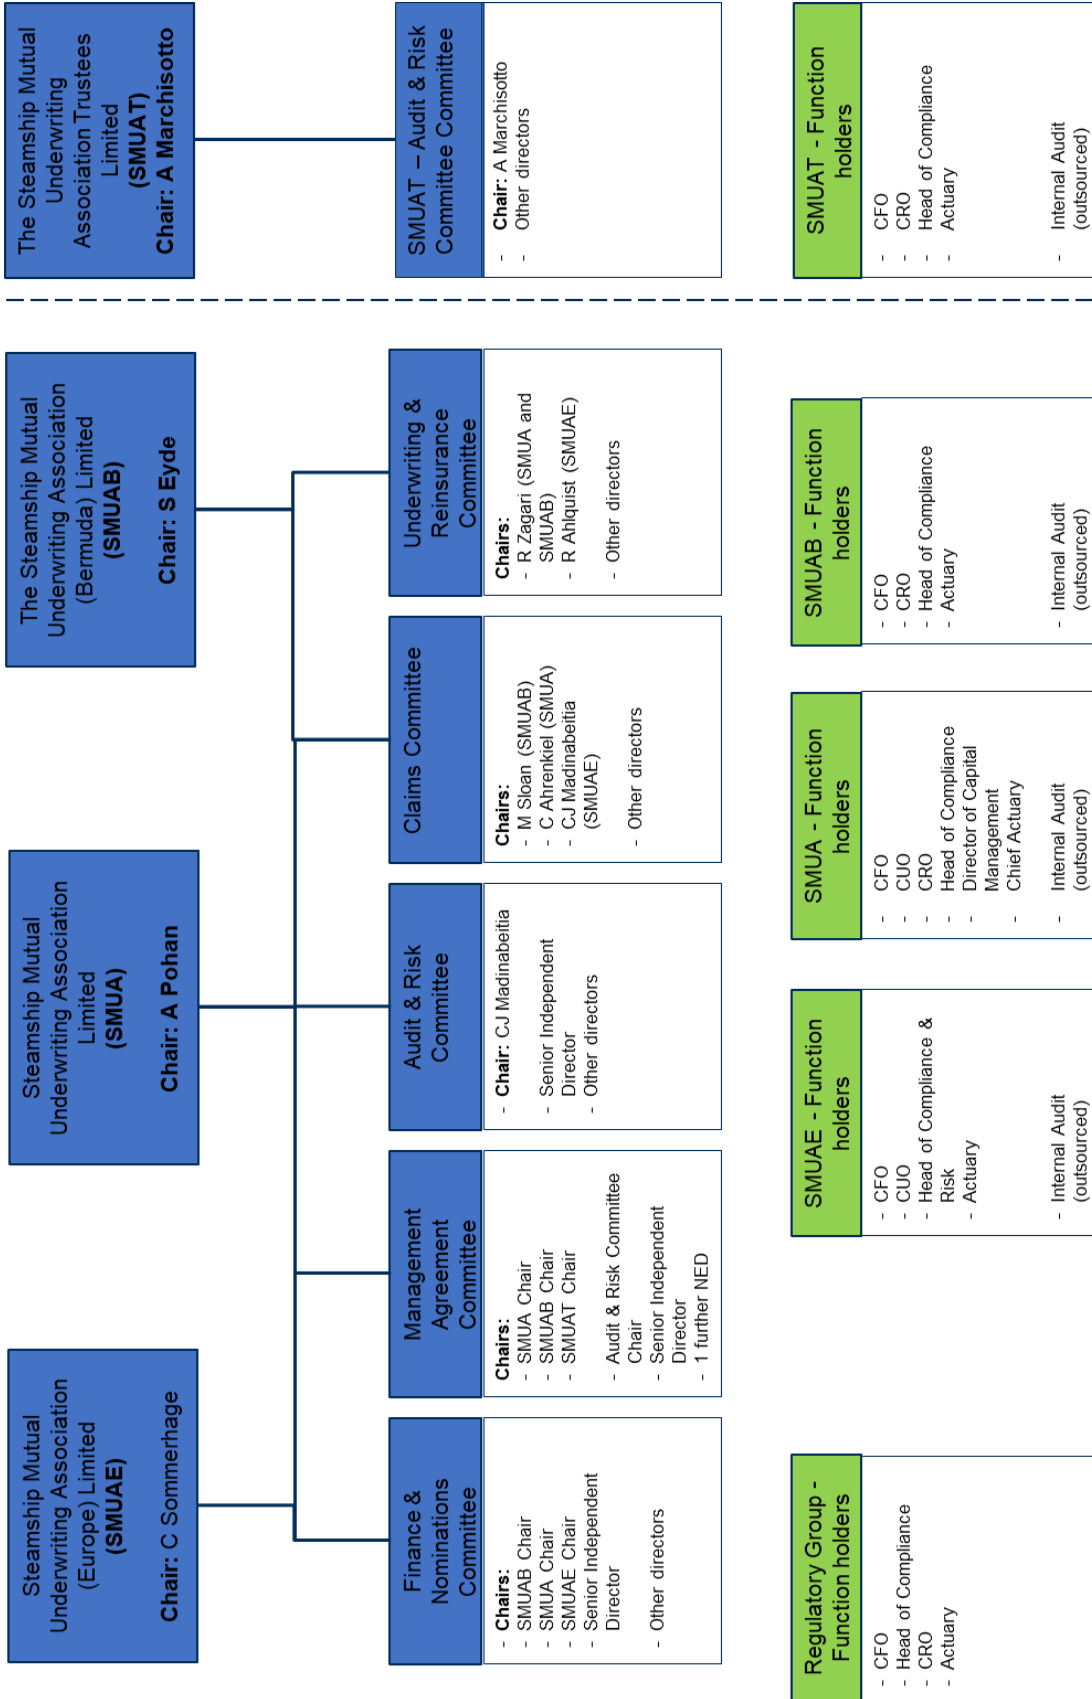 Steamship Mutual
Underwriting Association
(Europe) Limited
(SMUAE)
Chair: C Sommerhage
Steamship Mutual
Underwriting Association
Limited
(SMUA)
Chair: A Pohan
The Steamship Mutual
Underwriting Association
(Bermuda) Limited
(SMUAB)
Chair: S Eyde
The Steamship Mutual
Underwriting
Association Trustees
Limited
(SMUAT)
Chair: A Marchisotto
Finance &
Nominations
Committee
- Chairs:
- SMUAB Chair
- SMUA Chair
- SMUAE Chair
- Senior Independent
Director
- Other directors
Management
Agreement
Committee
Chairs:
- SMUA Chair
- SMUAB Chair
- SMUAT Chair
- Audit & Risk Committee
Chair
- Senior Independent
Director
- 1 further NED
Audit & Risk
Committee
- Chair: CJ Madinabeitia
- Senior Independent
Director
- Other directors
Claims Committee
Chairs:
- M Sloan (SMUAB)
- C Ahrenkiel (SMUA)
- CJ Madinabeitia
(SMUAE)
- Other directors
Underwriting &
Reinsurance
Committee
Chairs:
- R Zagari (SMUA and
SMUAB)
- R Ahlquist (SMUAE)
- Other directors
SMUAT – Audit & Risk
Committee Committee
- Chair: A Marchisotto
- Other directors
Regulatory Group -
Function holders
- CFO
- Head of Compliance
- CRO
- Actuary
SMUAE - Function
holders
- CFO
- CUO
- Head of Compliance &
Risk
- Actuary
- Internal Audit
(outsourced)
SMUA - Function
holders
- CFO
- CUO
- CRO
- Head of Compliance
- Director of Capital
Management
- Chief Actuary
- Internal Audit
(outsourced)
SMUAB - Function
holders
- CFO
- CRO
- Head of Compliance
- Actuary
- Internal Audit
(outsourced)
SMUAT - Function
holders
- CFO
- CRO
- Head of Compliance
- Actuary
- Internal Audit
(outsourced)